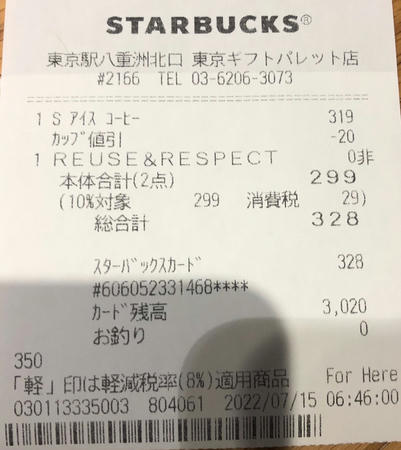 STARBUCKS®
東京駅八重洲北口 東京ギフトパレット店
#2166 TEL 03-6206-3073
1 S ｱｲｽ ｺｰﾋｰ 319
ｶｯﾌﾟ値引 -20
1 REUSE&RESPECT 0非
本体合計(2点) 299
(10%対象 299 消費税 29)
総合計 328
ｽﾀｰﾊﾞｯｸｽｶｰﾄﾞ 328
#606052331468****
ｶｰﾄﾞ残高 3,020
お釣り 0
350
「軽」印は軽減税率(8%)適用商品 For Here
030113335003 804061 2022/07/15 06:46:00